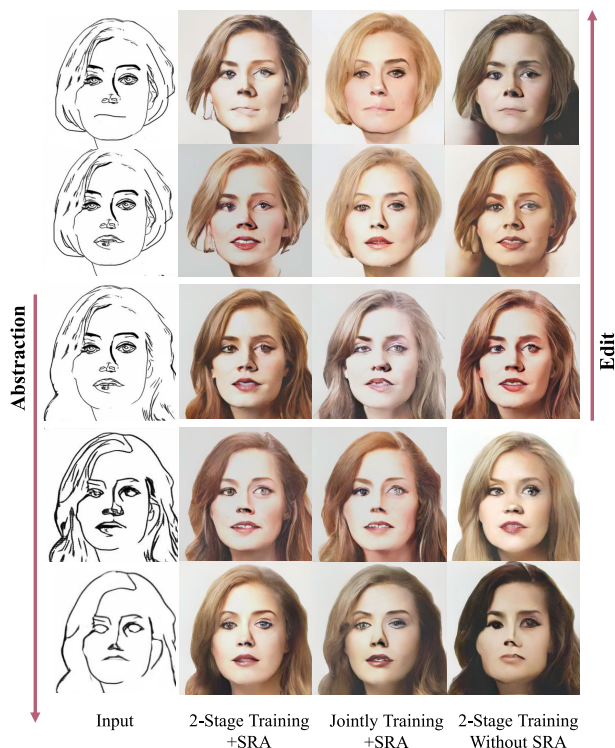 Abstraction
Edit
Input
2-Stage Training
+SRA
Jointly Training
+SRA
2-Stage Training
Without SRA